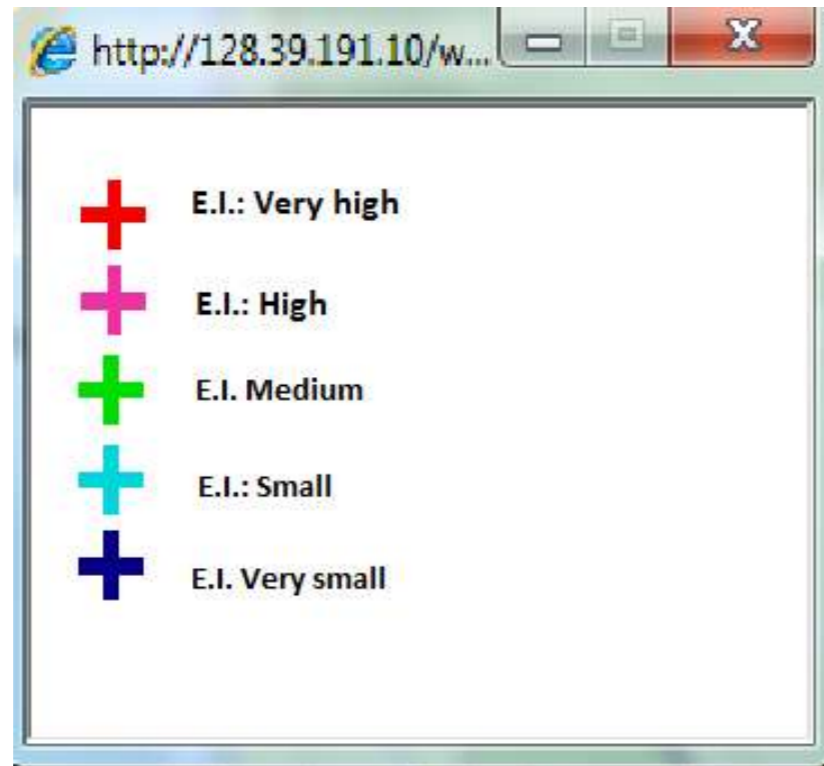 http://128.39.191.10/w...
E.I.: Very high
E.I.: High
E.I. Medium
E.I.: Small
E.I. Very small